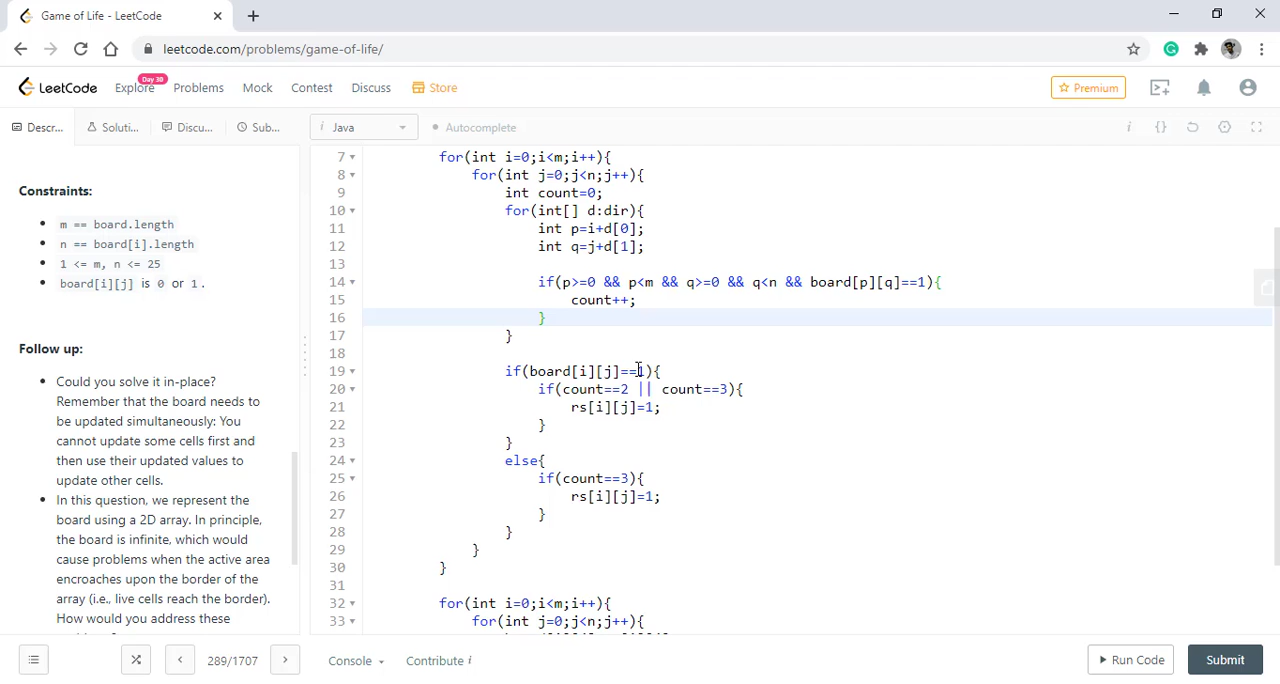 Game of Life - LeetCode
leetcode.com/problems/game-of-life/
LeetCode
Explore
Day 30
Problems
Mock
Contest
Discuss
Store
Premium
Descr...
Soluti...
Discu...
Sub...
i Java
Autocomplete
Constraints:
m == board.length
n == board[i].length
1 <= m, n <= 25
board[i][j] is 0 or 1.
Follow up:
Could you solve it in-place?
Remember that the board needs to
be updated simultaneously: You
cannot update some cells first and
then use their updated values to
update other cells.
In this question, we represent the
board using a 2D array. In principle,
the board is infinite, which would
cause problems when the active area
encroaches upon the border of the
array (i.e., live cells reach the border).
How would you address these
7 for(int i=0;i<m;i++){
8 for(int j=0;j<n;j++){
9 int count=0;
10 for(int[] d:dir){
11 int p=i+d[0];
12 int q=j+d[1];
13
14 if(p>=0 && p<m && q>=0 && q<n && board[p][q]==1){
15 count++;
16 }
17 }
18
19 if(board[i][j]==1){
20 if(count==2 || count==3){
21 rs[i][j]=1;
22 }
23 }
24 else{
25 if(count==3){
26 rs[i][j]=1;
27 }
28 }
29 }
30 }
31
32 for(int i=0;i<m;i++){
33 for(int j=0;j<n;j++){
289/1707
Console
Contribute i
Run Code
Submit